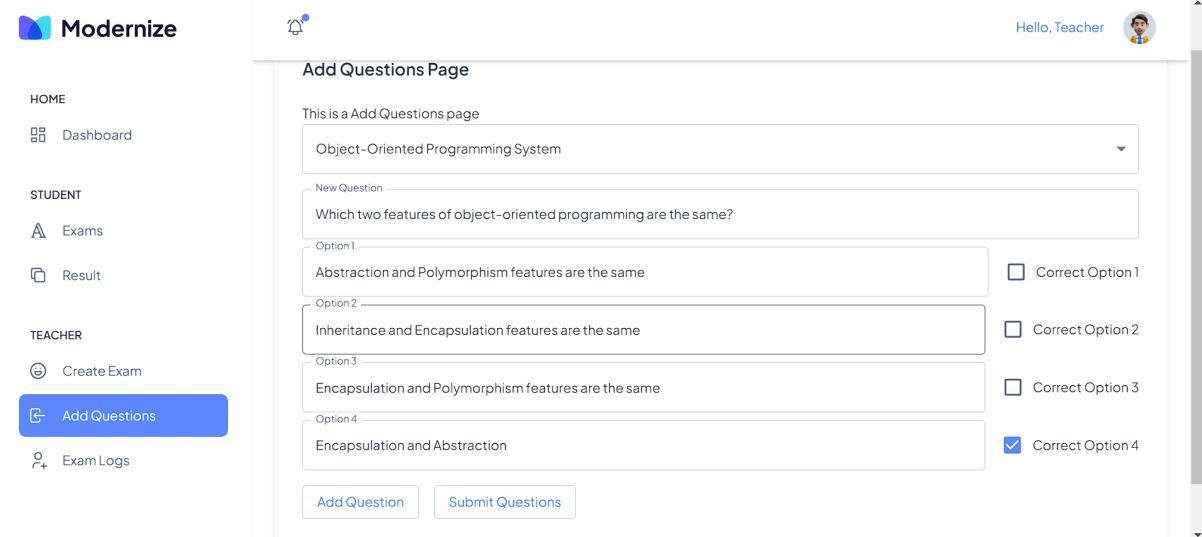 Modernize
Hello, Teacher
HOME
Dashboard
STUDENT
Exams
Result
TEACHER
Create Exam
Add Questions
Exam Logs
Add Questions Page
This is a Add Questions page
Object-Oriented Programming System
New Question
Which two features of object-oriented programming are the same?
Option 1
Abstraction and Polymorphism features are the same
Correct Option 1
Option 2
Inheritance and Encapsulation features are the same
Correct Option 2
Option 3
Encapsulation and Polymorphism features are the same
Correct Option 3
Option 4
Encapsulation and Abstraction
Correct Option 4
Add Question
Submit Questions